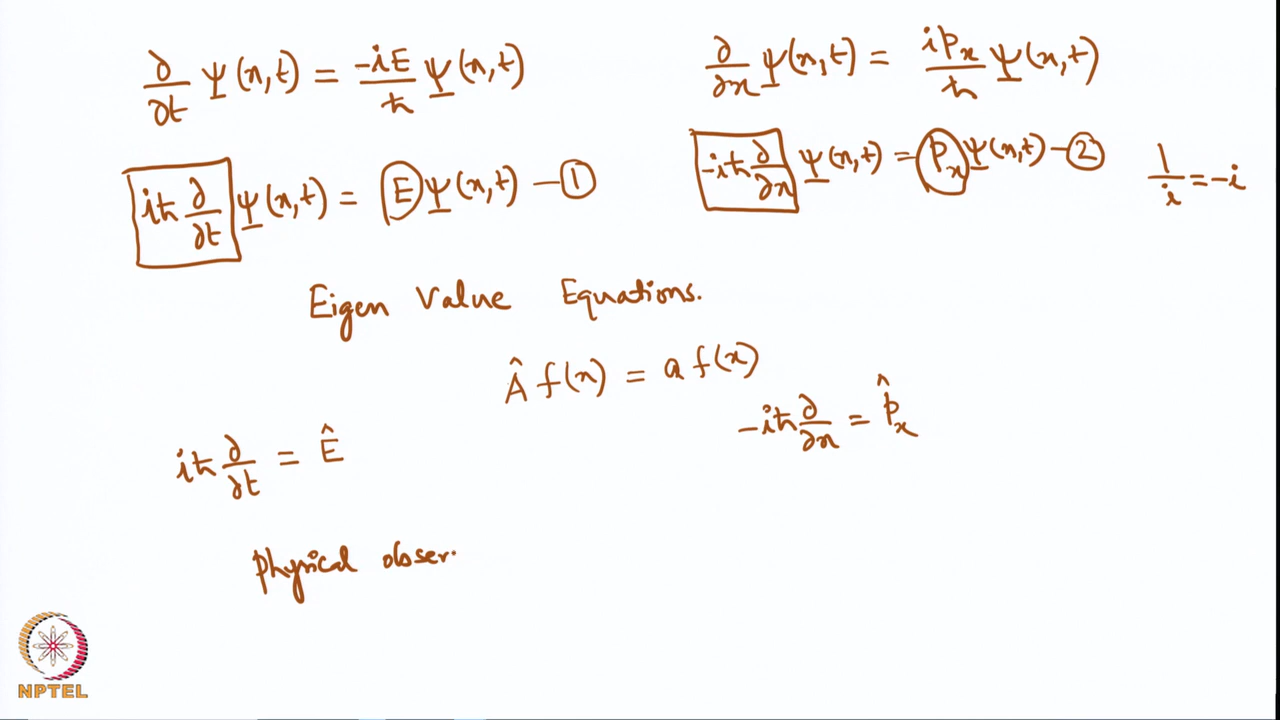 ∂/∂t Ψ(x,t) = -iE/ħ Ψ(x,t)
∂/∂x Ψ(x,t) = ip_x/ħ Ψ(x,t)
iħ ∂/∂t Ψ(x,t) = E Ψ(x,t) — ①
-iħ ∂/∂x Ψ(x,t) = p_x Ψ(x,t) — ②
1/i = -i
Eigen Value Equations.
Â f(x) = a f(x)
iħ ∂/∂t = Ê
-iħ ∂/∂x = p̂_x
Physical obser.
NPTEL